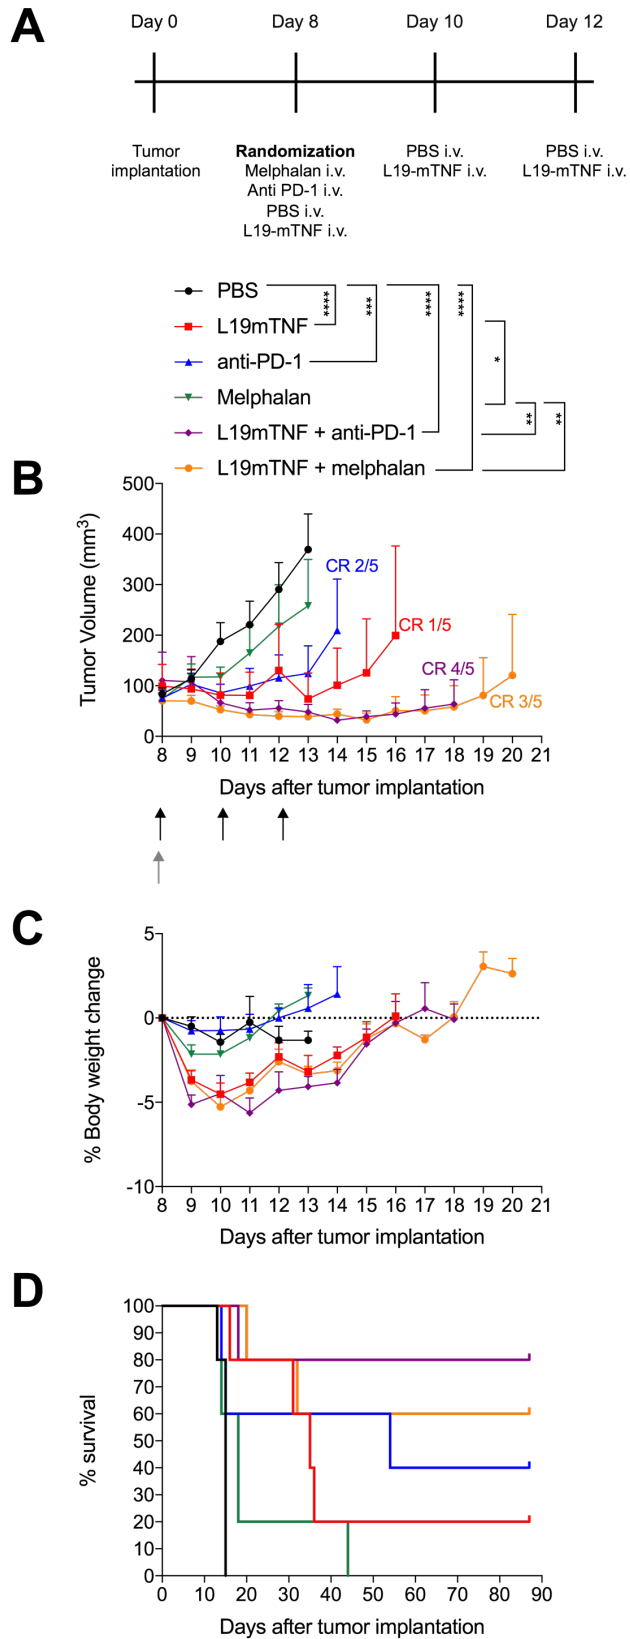 A
Day 0 Day 8 Day 10 Day 12
Tumor Randomization PBS i.v. PBS i.v.
implantation Melphalan i.v. L19-mTNF i.v. L19-mTNF i.v.
Anti PD-1 i.v.
PBS i.v.
L19-mTNF i.v.
PBS
L19mTNF
anti-PD-1
Melphalan
L19mTNF + anti-PD-1
L19mTNF + melphalan
**** *** **** ****
*
** **
B
Tumor Volume (mm3)
500
400
300
200
100
0
CR 2/5
CR 1/5
CR 4/5
CR 3/5
8 9 10 11 12 13 14 15 16 17 18 19 20 21
Days after tumor implantation
C
% Body weight change
5
0
-5
-10
8 9 10 11 12 13 14 15 16 17 18 19 20 21
Days after tumor implantation
D
% survival
100
90
80
70
60
50
40
30
20
10
0
0 10 20 30 40 50 60 70 80 90
Days after tumor implantation